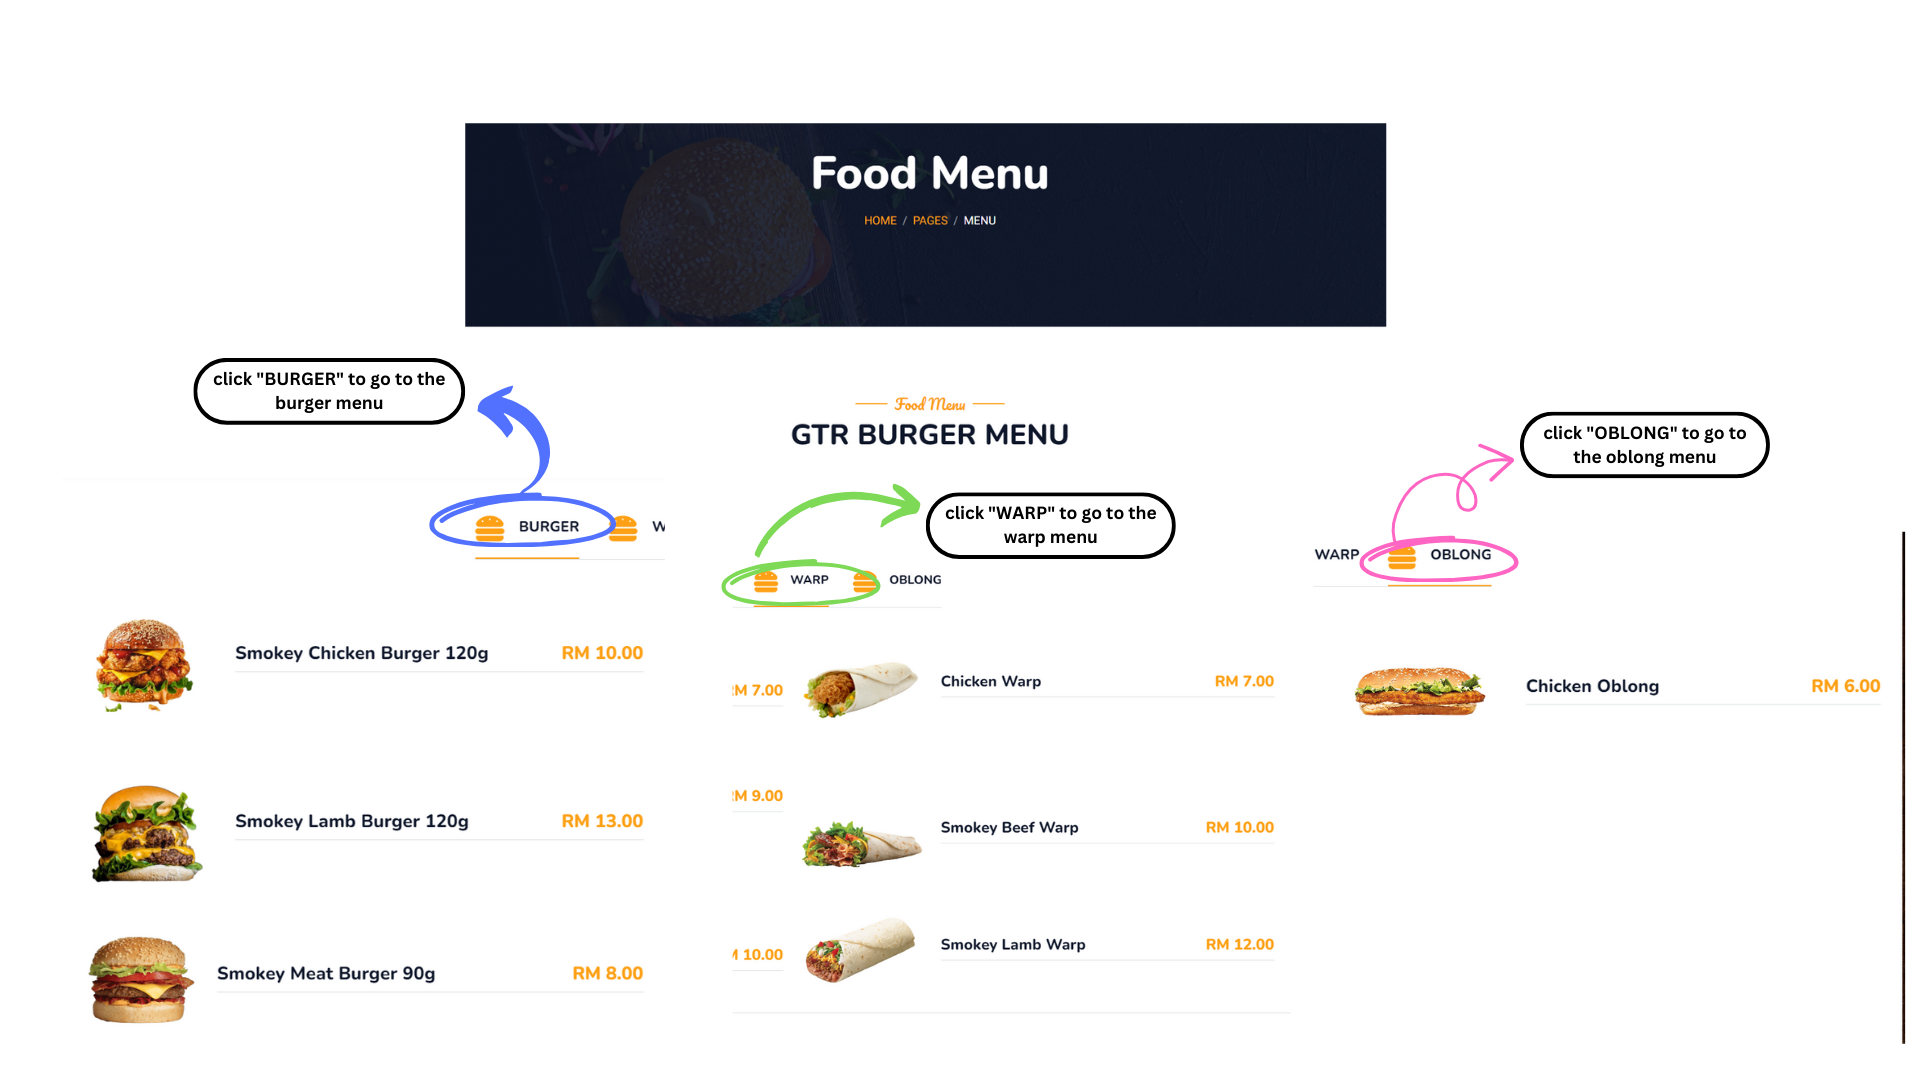 Food Menu
HOME / PAGES / MENU
click "BURGER" to go to the
burger menu
Food Menu
GTR BURGER MENU
click "OBLONG" to go to
the oblong menu
click "WARP" to go to the
warp menu
BURGER
WARP OBLONG
WARP OBLONG
Smokey Chicken Burger 120g RM 10.00
Smokey Lamb Burger 120g RM 13.00
Smokey Meat Burger 90g RM 8.00
7.00
Chicken Warp RM 7.00
9.00
Smokey Beef Warp RM 10.00
10.00
Smokey Lamb Warp RM 12.00
Chicken Oblong RM 6.00